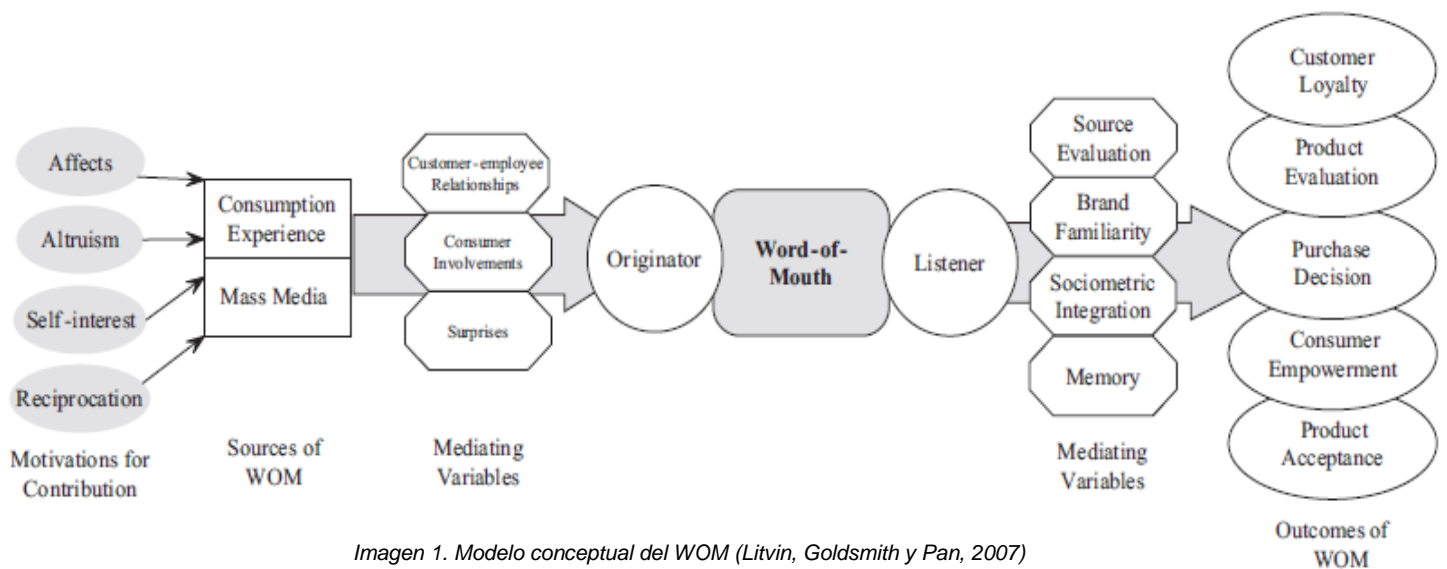 Affects
Altruism
Self-interest
Reciprocation
Motivations for
Contribution
Consumption
Experience
Mass Media
Sources of
WOM
Customer-employee
Relationships
Consumer
Involvements
Surprises
Mediating
Variables
Originator
Word-of-
Mouth
Listener
Source
Evaluation
Brand
Familiarity
Sociometric
Integration
Memory
Mediating
Variables
Customer
Loyalty
Product
Evaluation
Purchase
Decision
Consumer
Empowerment
Product
Acceptance
Outcomes of
WOM
Imagen 1. Modelo conceptual del WOM (Litvin, Goldsmith y Pan, 2007)